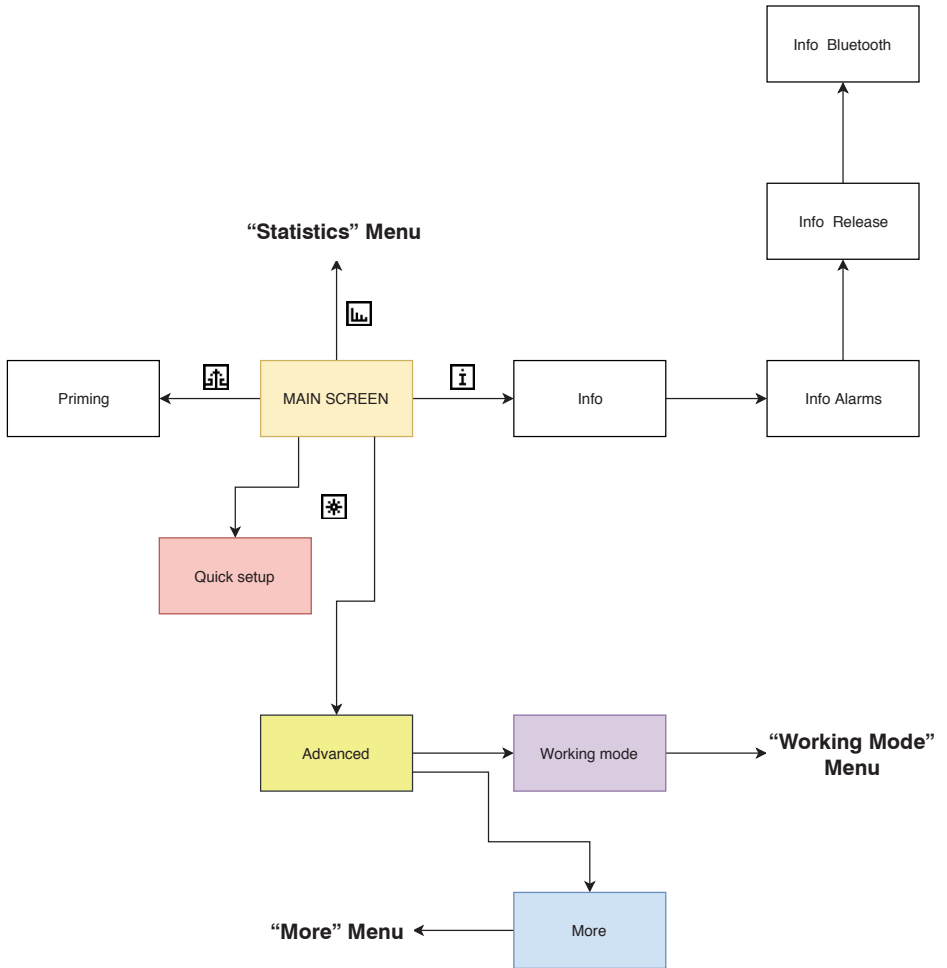 Info Bluetooth
Info Release
“Statistics” Menu
Priming
MAIN SCREEN
Info
Info Alarms
Quick setup
Advanced
Working mode
“Working Mode”
Menu
“More” Menu
More